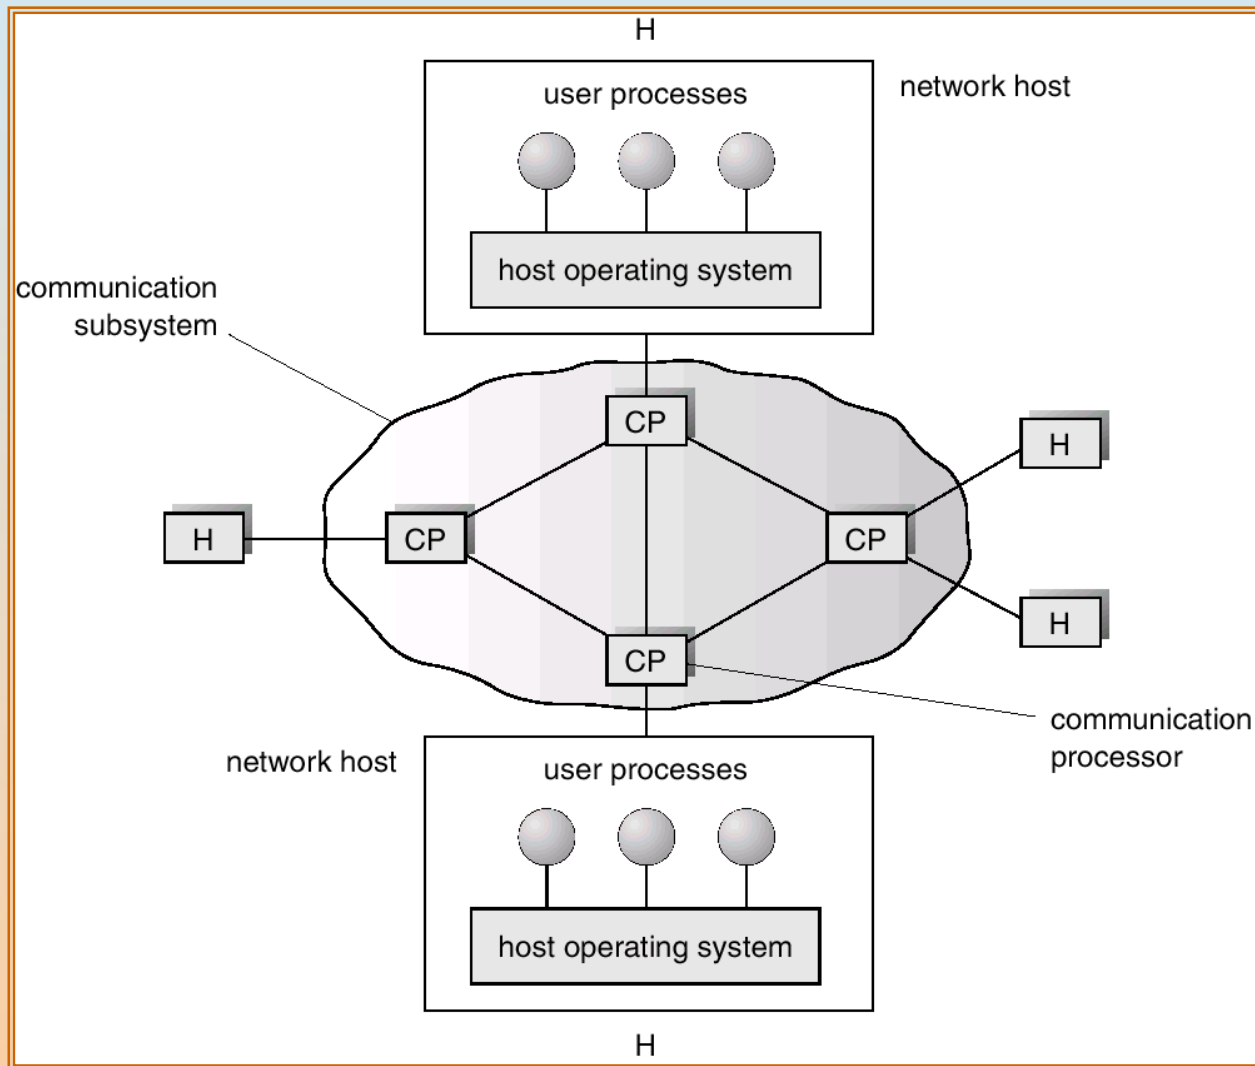 H
user processes
network host
host operating system
communication
subsystem
CP
H
H
CP
CP
H
CP
communication
processor
network host
user processes
host operating system
H